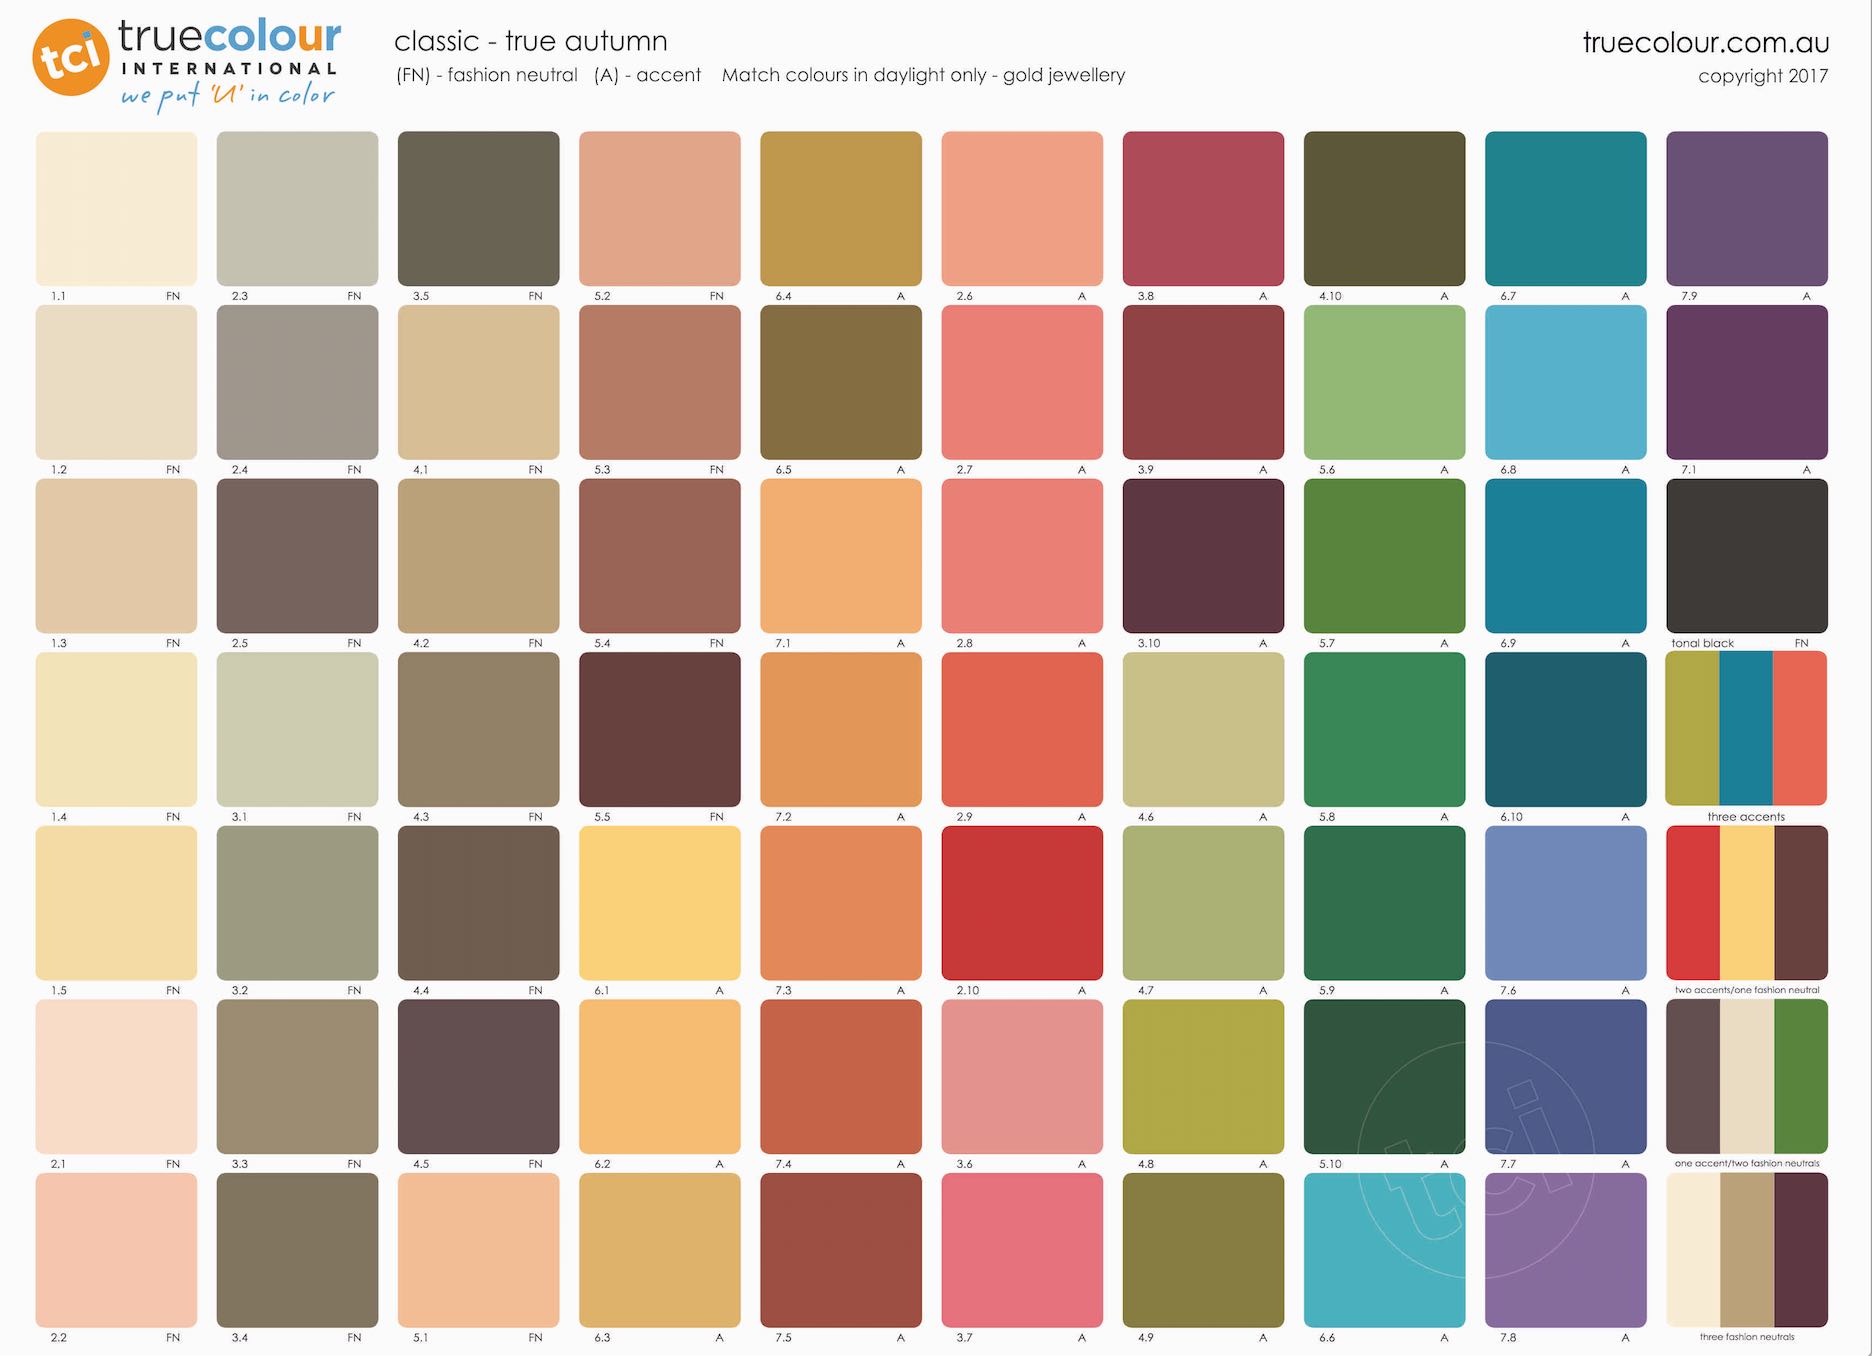 tci truecolour
INTERNATIONAL
we put 'U' in color
classic - true autumn
(FN) - fashion neutral (A) - accent Match colours in daylight only - gold jewellery
truecolour.com.au
copyright 2017
1.1 FN 2.3 FN 3.5 FN 5.2 FN 6.4 A 2.6 A 3.8 A 4.10 A 6.7 A 7.9 A
1.2 FN 2.4 FN 4.1 FN 5.3 FN 6.5 A 2.7 A 3.9 A 5.6 A 6.8 A 7.1 A
1.3 FN 2.5 FN 4.2 FN 5.4 FN 7.1 A 2.8 A 3.10 A 5.7 A 6.9 A tonal black FN
1.4 FN 3.1 FN 4.3 FN 5.5 FN 7.2 A 2.9 A 4.6 A 5.8 A 6.10 A three accents
1.5 FN 3.2 FN 4.4 FN 6.1 A 7.3 A 2.10 A 4.7 A 5.9 A 7.6 A two accents/one fashion neutral
2.1 FN 3.3 FN 4.5 FN 6.2 A 7.4 A 3.6 A 4.8 A 5.10 A 7.7 A one accent/two fashion neutrals
tci
2.2 FN 3.4 FN 5.1 FN 6.3 A 7.5 A 3.7 A 4.9 A 6.6 A 7.8 A three fashion neutrals